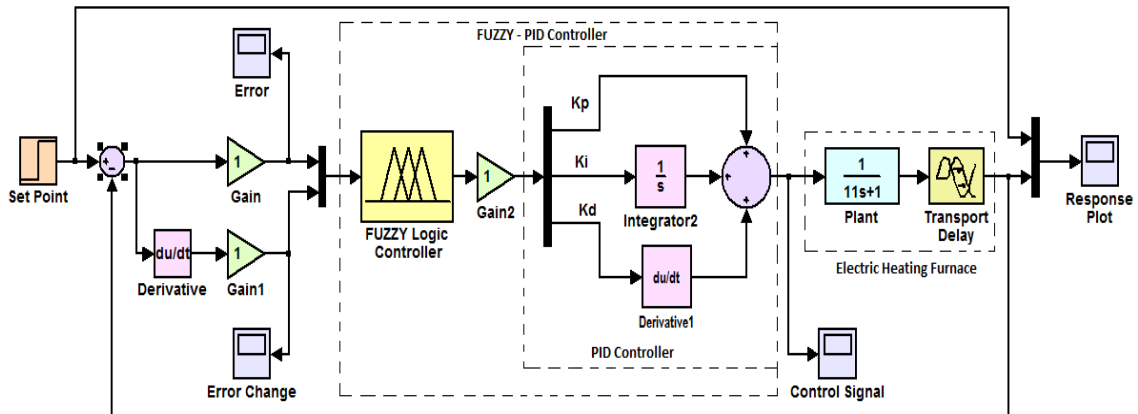 FUZZY - PID Controller
Error
Kp
Set Point
+
−
1
Gain
FUZZY Logic
Controller
1
Gain2
Ki
1
s
Integrator2
+
+
+
1
11s+1
Plant
Transport
Delay
Response
Plot
Kd
du/dt
Derivative
1
Gain1
du/dt
Derivative1
Electric Heating Furnace
Error Change
PID Controller
Control Signal